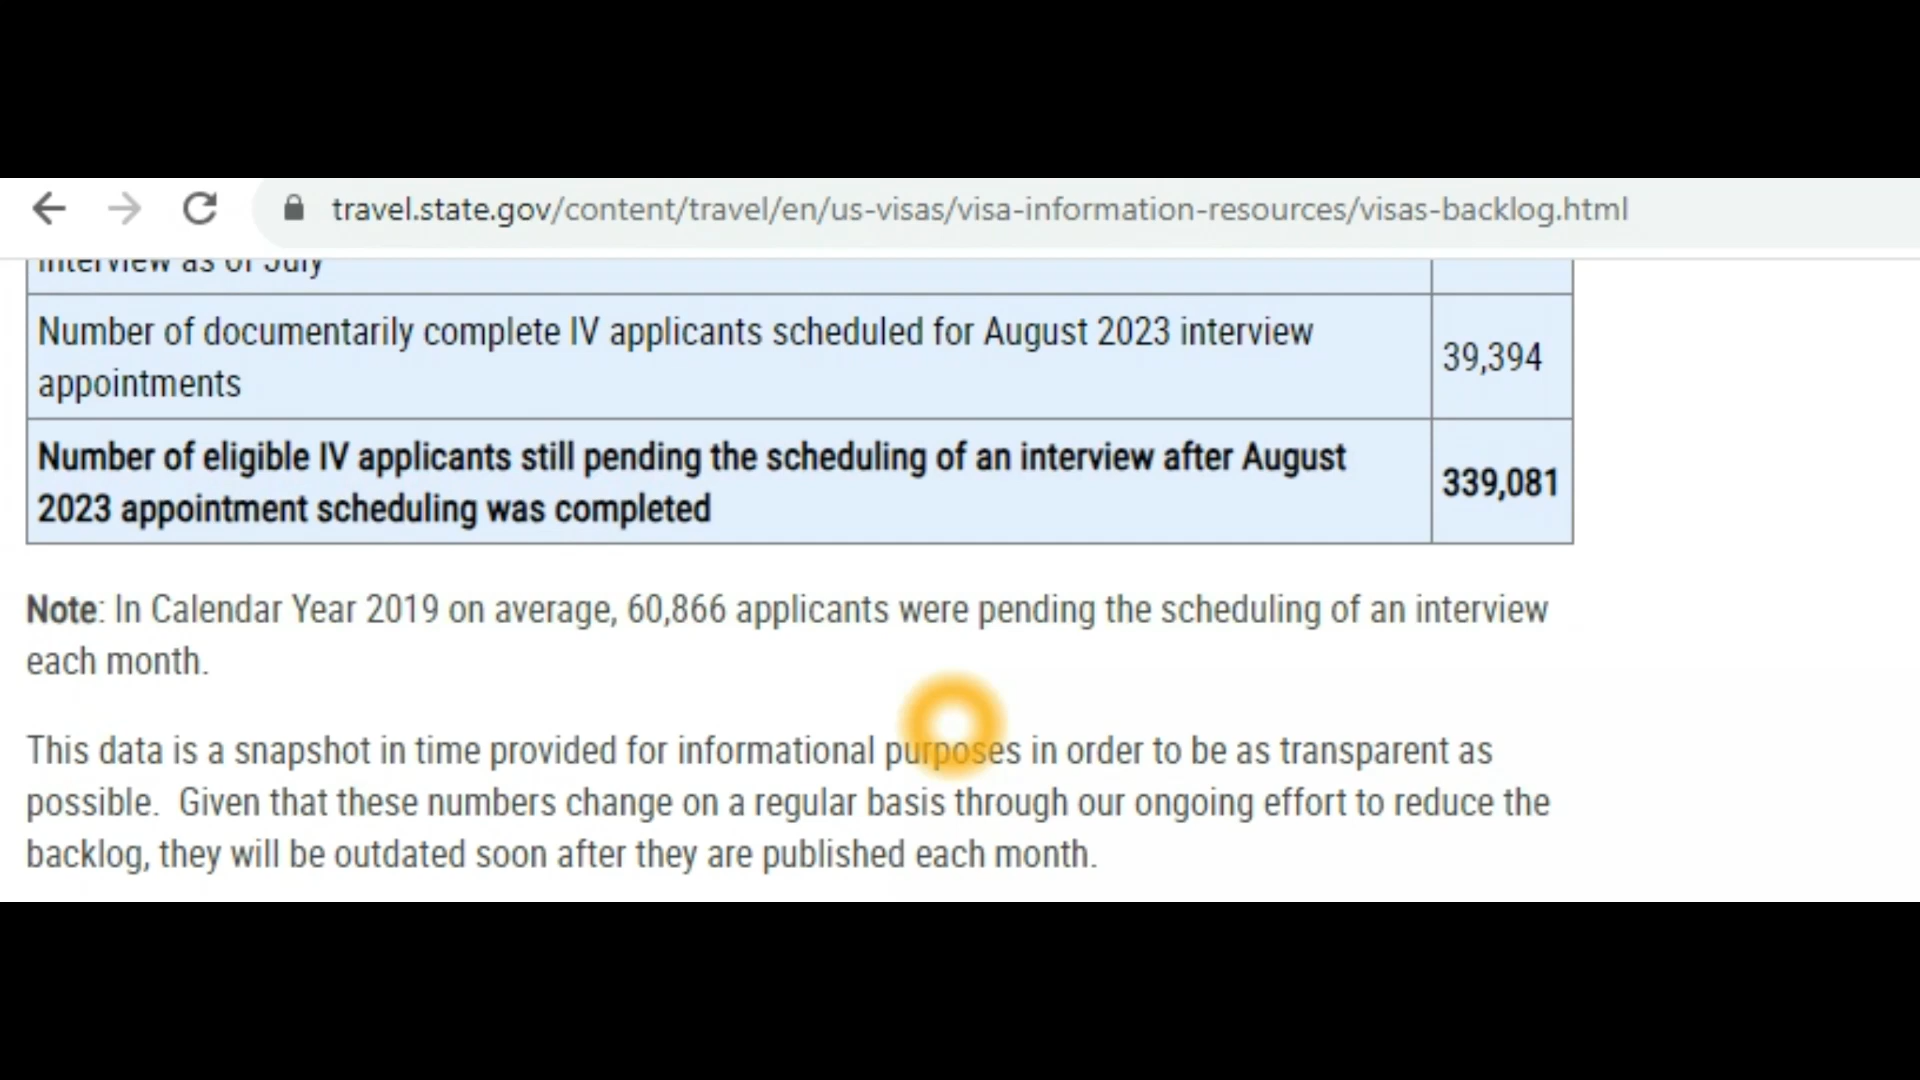 travel.state.gov/content/travel/en/us-visas/visa-information-resources/visas-backlog.html
interview as of July
Number of documentarily complete IV applicants scheduled for August 2023 interview
appointments
39,394
Number of eligible IV applicants still pending the scheduling of an interview after August
2023 appointment scheduling was completed
339,081
Note: In Calendar Year 2019 on average, 60,866 applicants were pending the scheduling of an interview
each month.
This data is a snapshot in time provided for informational purposes in order to be as transparent as
possible.  Given that these numbers change on a regular basis through our ongoing effort to reduce the
backlog, they will be outdated soon after they are published each month.